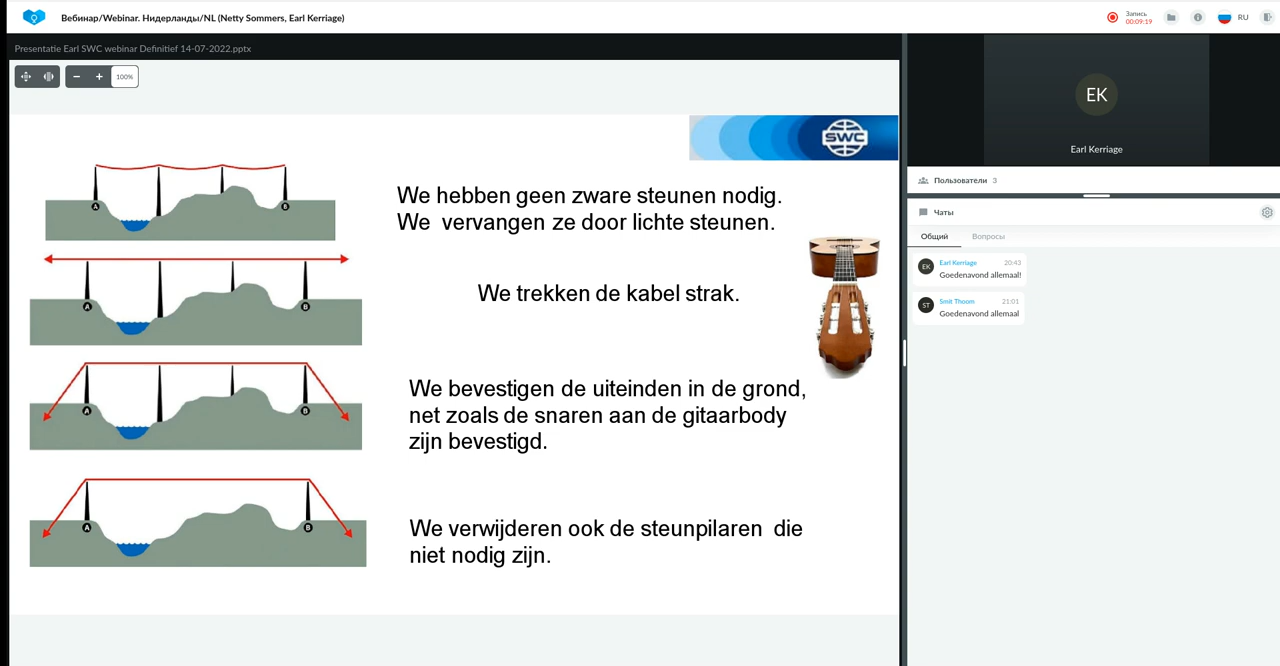 Вебинар/Webinar. Нидерланды/NL (Netty Sommers, Earl Kerriage)
Запись
00:09:19
RU
Presentatie Earl SWC webinar Definitief 14-07-2022.pptx
100%
SWC
We hebben geen zware steunen nodig.
We vervangen ze door lichte steunen.
A
B
We trekken de kabel strak.
A
B
We bevestigen de uiteinden in de grond,
net zoals de snaren aan de gitaarbody
zijn bevestigd.
A
B
We verwijderen ook de steunpilaren die
niet nodig zijn.
A
B
EK
Earl Kerriage
Пользователи 3
Чаты
Общий
Вопросы
EK
Earl Kerriage 20:43
Goedenavond allemaal!
ST
Smit Thoom 21:01
Goedenavond allemaal